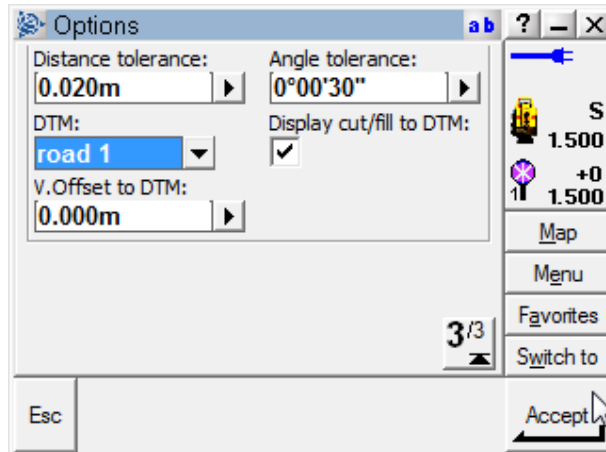 Options
ab
?
Distance tolerance:
Angle tolerance:
0.020m
0°00'30"
DTM:
Display cut/fill to DTM:
road 1
V.Offset to DTM:
0.000m
3/3
S
1.500
+0
1
1.500
Map
Menu
Favorites
Switch to
Esc
Accept